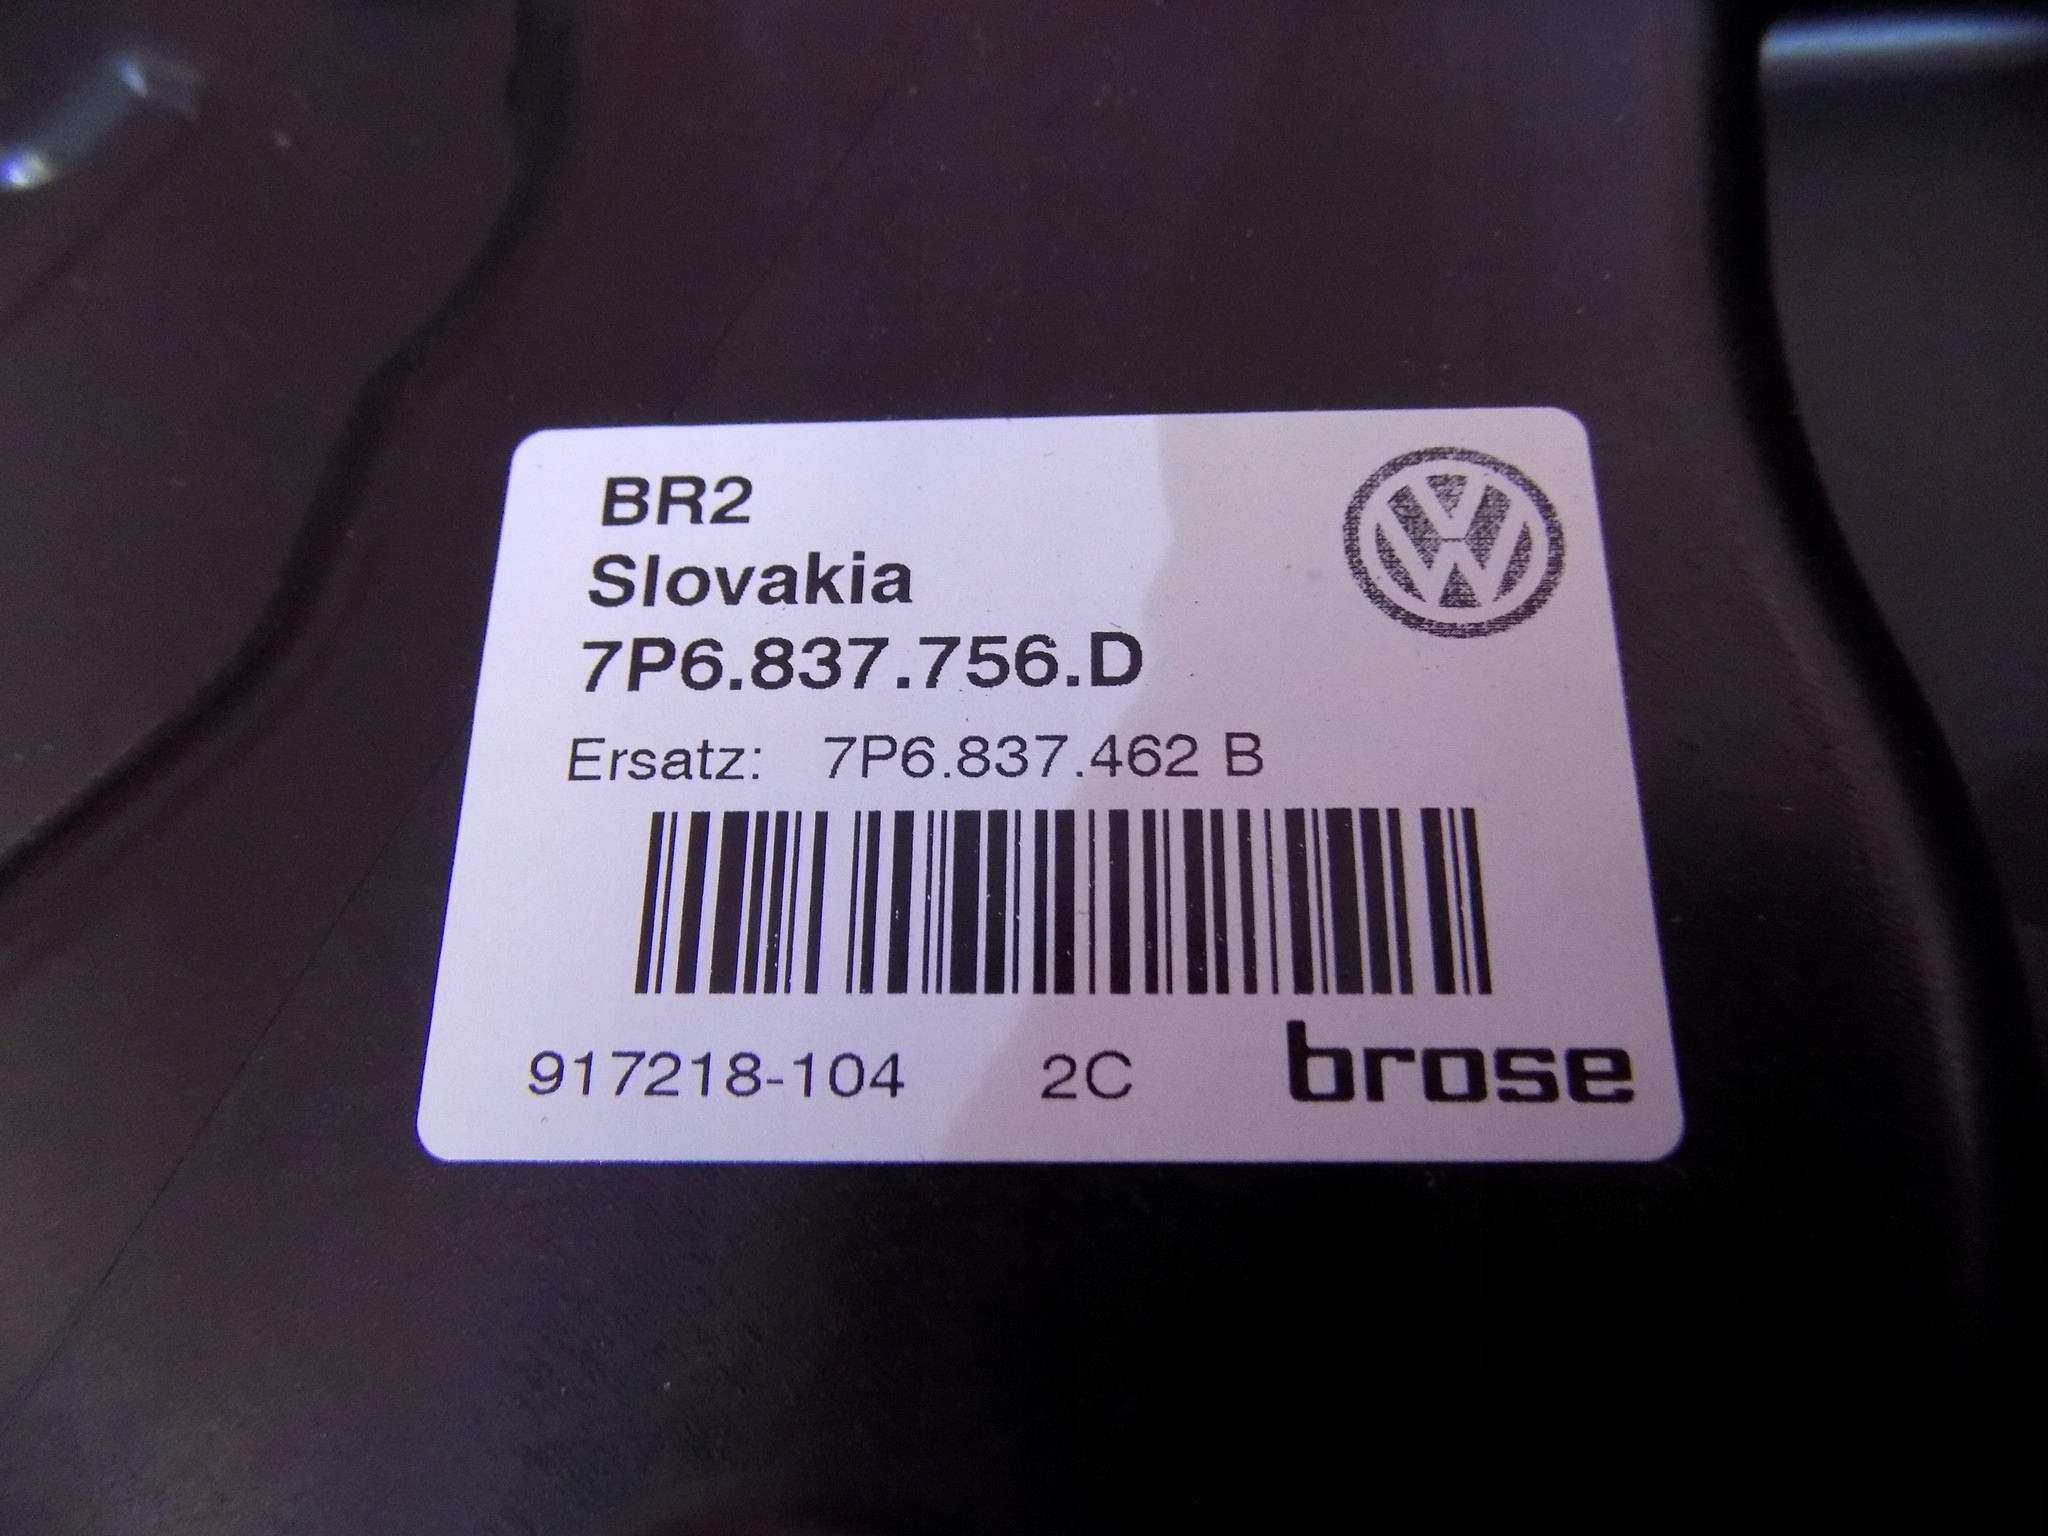 BR2
Slovakia
7P6.837.756.D
Ersatz: 7P6.837.462 B
917218-104 2C brose